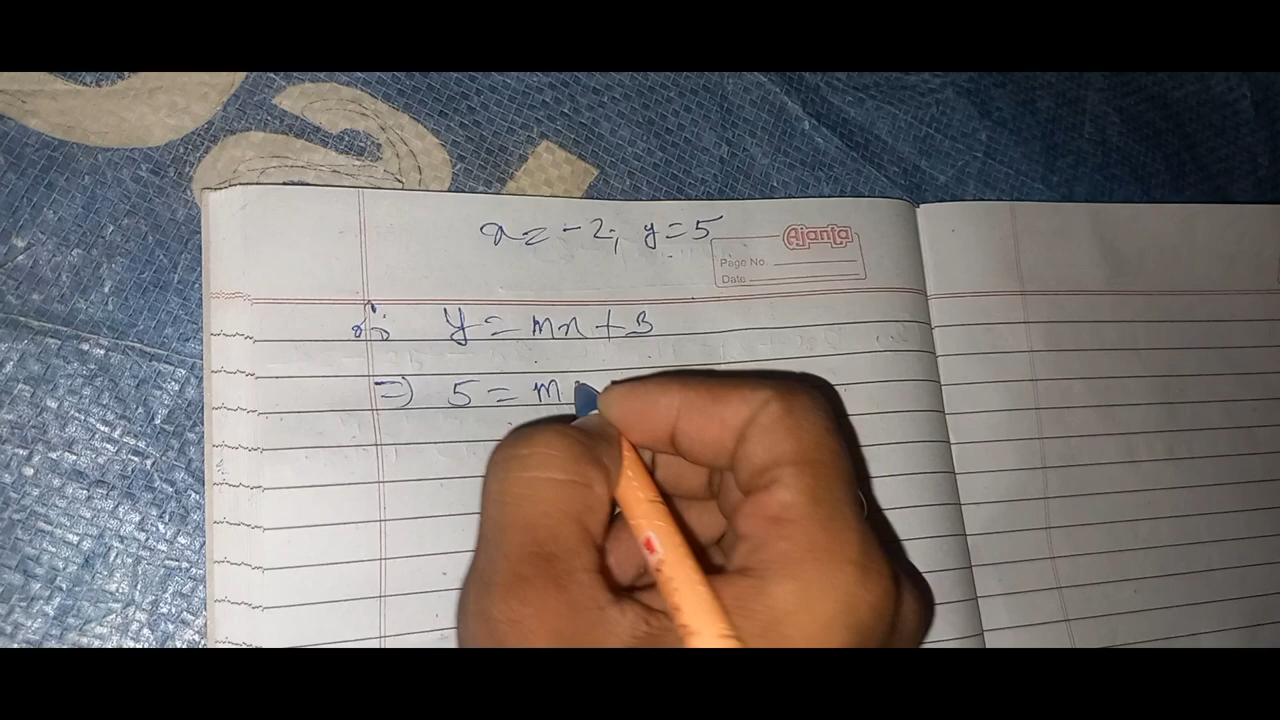 x = -2, y = 5
Ajanta
Page No.
Date
y = mx + 3
=) 5 = m